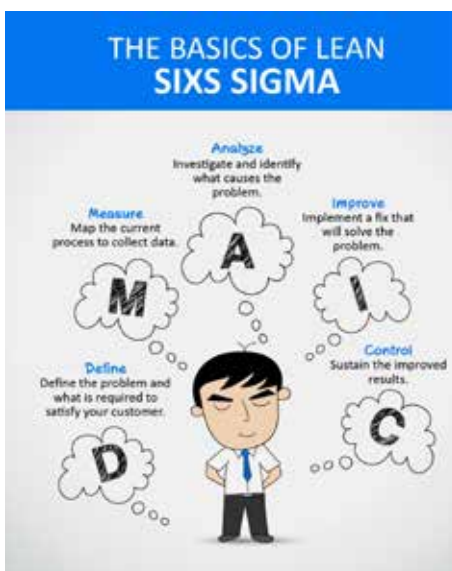 THE BASICS OF LEAN
SIXS SIGMA
Analyze
Investigate and identify
what causes the
problem.
Measure
Map the current
process to collect data.
Improve
Implement a fix that
will solve the
problem.
A
M
I
Define
Define the problem and
what is required to
satisfy your customer.
Control
Sustain the improved
results.
D
C